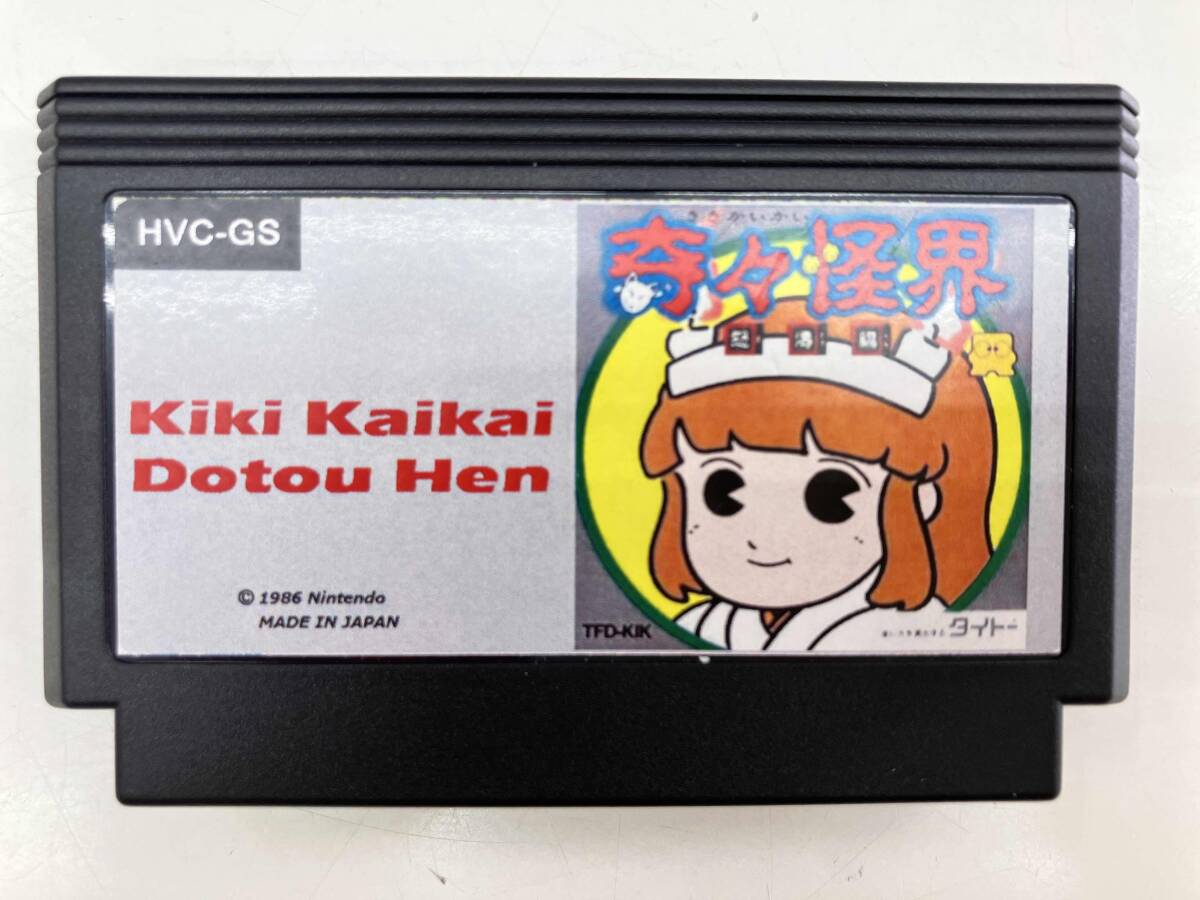 HVC-GS
Kiki Kaikai
Dotou Hen
© 1986 Nintendo
MADE IN JAPAN
ききかいかい
奇々怪界
怒涛編
TFD-KIK
タイトー